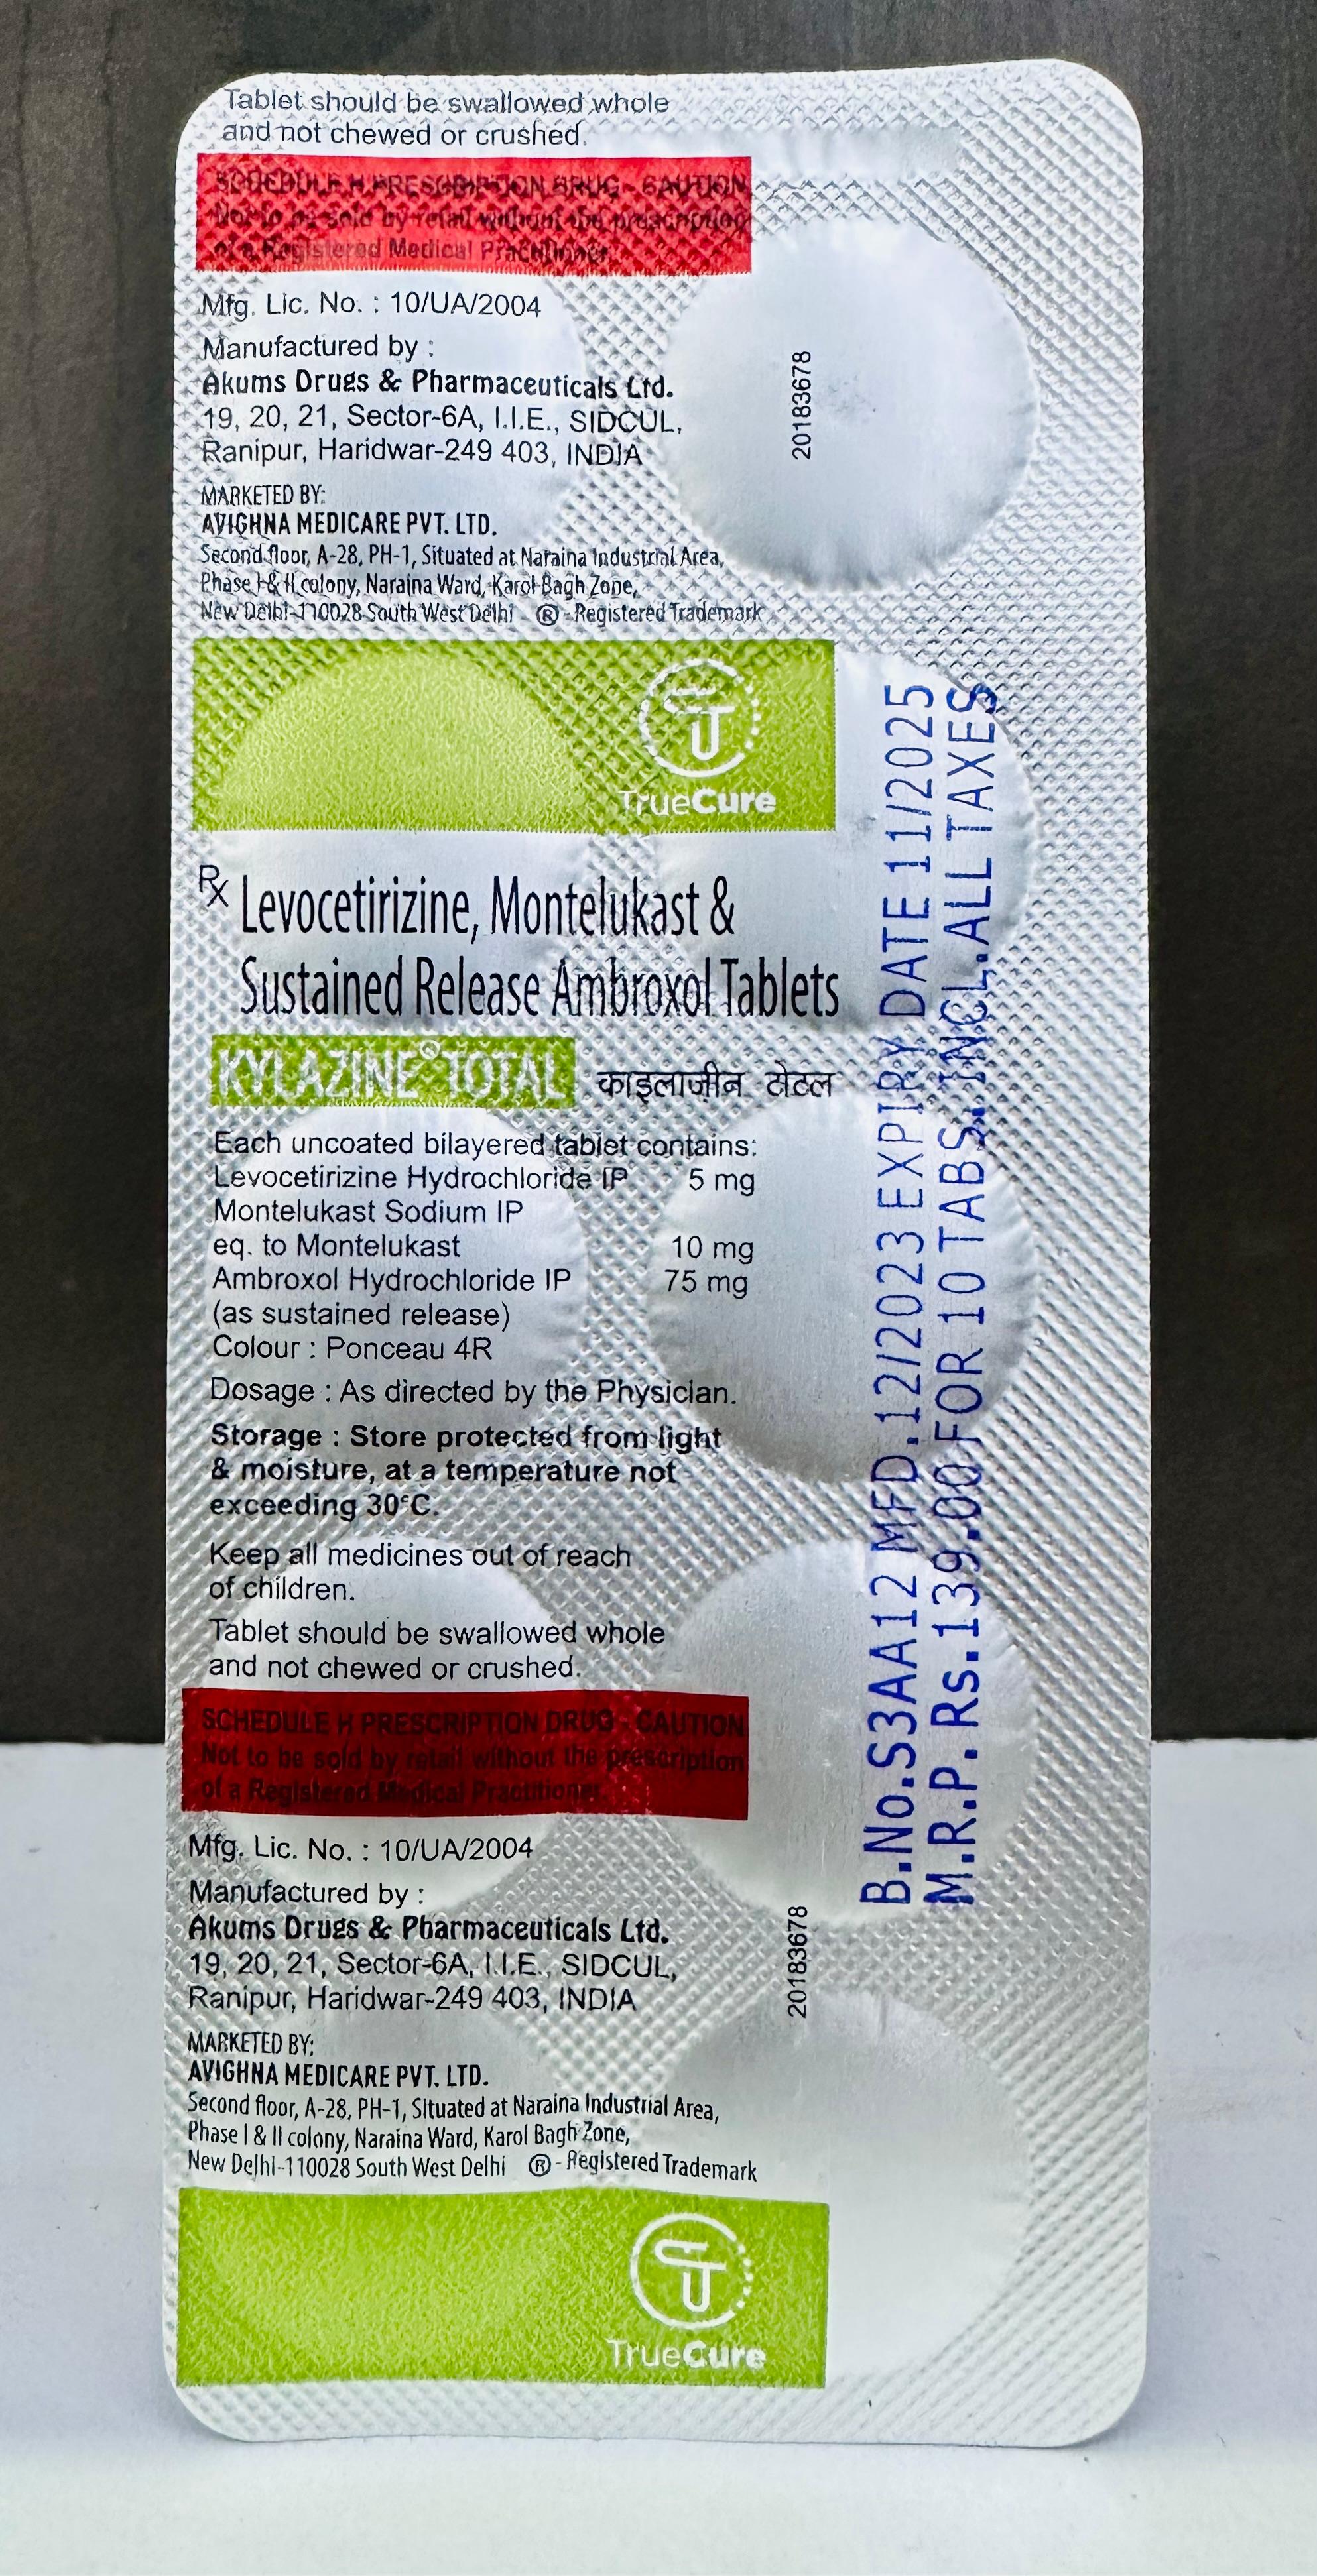 Tablet should be swallowed whole
and not chewed or crushed.
SCHEDULE H PRESCRIPTION DRUG - CAUTION
Not to be sold by retail without the prescription
of a Registered Medical Practitioner.
Mfg. Lic. No. : 10/UA/2004
Manufactured by :
Akums Drugs & Pharmaceuticals Ltd.
19, 20, 21, Sector-6A, I.I.E., SIDCUL,
Ranipur, Haridwar-249 403, INDIA
20183678
MARKETED BY:
AVIGHNA MEDICARE PVT. LTD.
Second floor, A-28, PH-1, Situated at Naraina Industrial Area,
Phase I & II colony, Naraina Ward, Karol Bagh Zone,
New Delhi-110028 South West Delhi ® - Registered Trademark
TrueCure
Rx Levocetirizine, Montelukast &
Sustained Release Ambroxol Tablets
KYLAZINE® TOTAL काइलाज़ीन टोटल
Each uncoated bilayered tablet contains:
Levocetirizine Hydrochloride IP 5 mg
Montelukast Sodium IP
eq. to Montelukast 10 mg
Ambroxol Hydrochloride IP 75 mg
(as sustained release)
Colour : Ponceau 4R
Dosage : As directed by the Physician.
Storage : Store protected from light
& moisture, at a temperature not
exceeding 30°C.
Keep all medicines out of reach
of children.
Tablet should be swallowed whole
and not chewed or crushed.
SCHEDULE H PRESCRIPTION DRUG - CAUTION
Not to be sold by retail without the prescription
of a Registered Medical Practitioner.
Mfg. Lic. No. : 10/UA/2004
Manufactured by :
Akums Drugs & Pharmaceuticals Ltd.
19, 20, 21, Sector-6A, I.I.E., SIDCUL,
Ranipur, Haridwar-249 403, INDIA
20183678
MARKETED BY:
AVIGHNA MEDICARE PVT. LTD.
Second floor, A-28, PH-1, Situated at Naraina Industrial Area,
Phase I & II colony, Naraina Ward, Karol Bagh Zone,
New Delhi-110028 South West Delhi ® - Registered Trademark
TrueCure
B.No.S3AA12 MFD.12/2023 EXPIRY DATE 11/2025
M.R.P. Rs.139.00 FOR 10 TABS. INCL.ALL TAXES